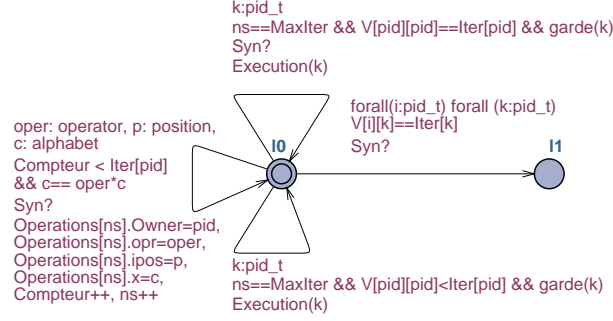 k:pid_t
ns==MaxIter && V[pid][pid]==Iter[pid] && garde(k)
Syn?
Execution(k)
forall(i:pid_t) forall (k:pid_t)
V[i][k]==Iter[k]
Syn?
l0
l1
oper: operator, p: position,
c: alphabet
Compteur < Iter[pid]
&& c== oper*c
Syn?
Operations[ns].Owner=pid,
Operations[ns].opr=oper,
Operations[ns].ipos=p,
Operations[ns].x=c,
Compteur++, ns++
k:pid_t
ns==MaxIter && V[pid][pid]<Iter[pid] && garde(k)
Execution(k)